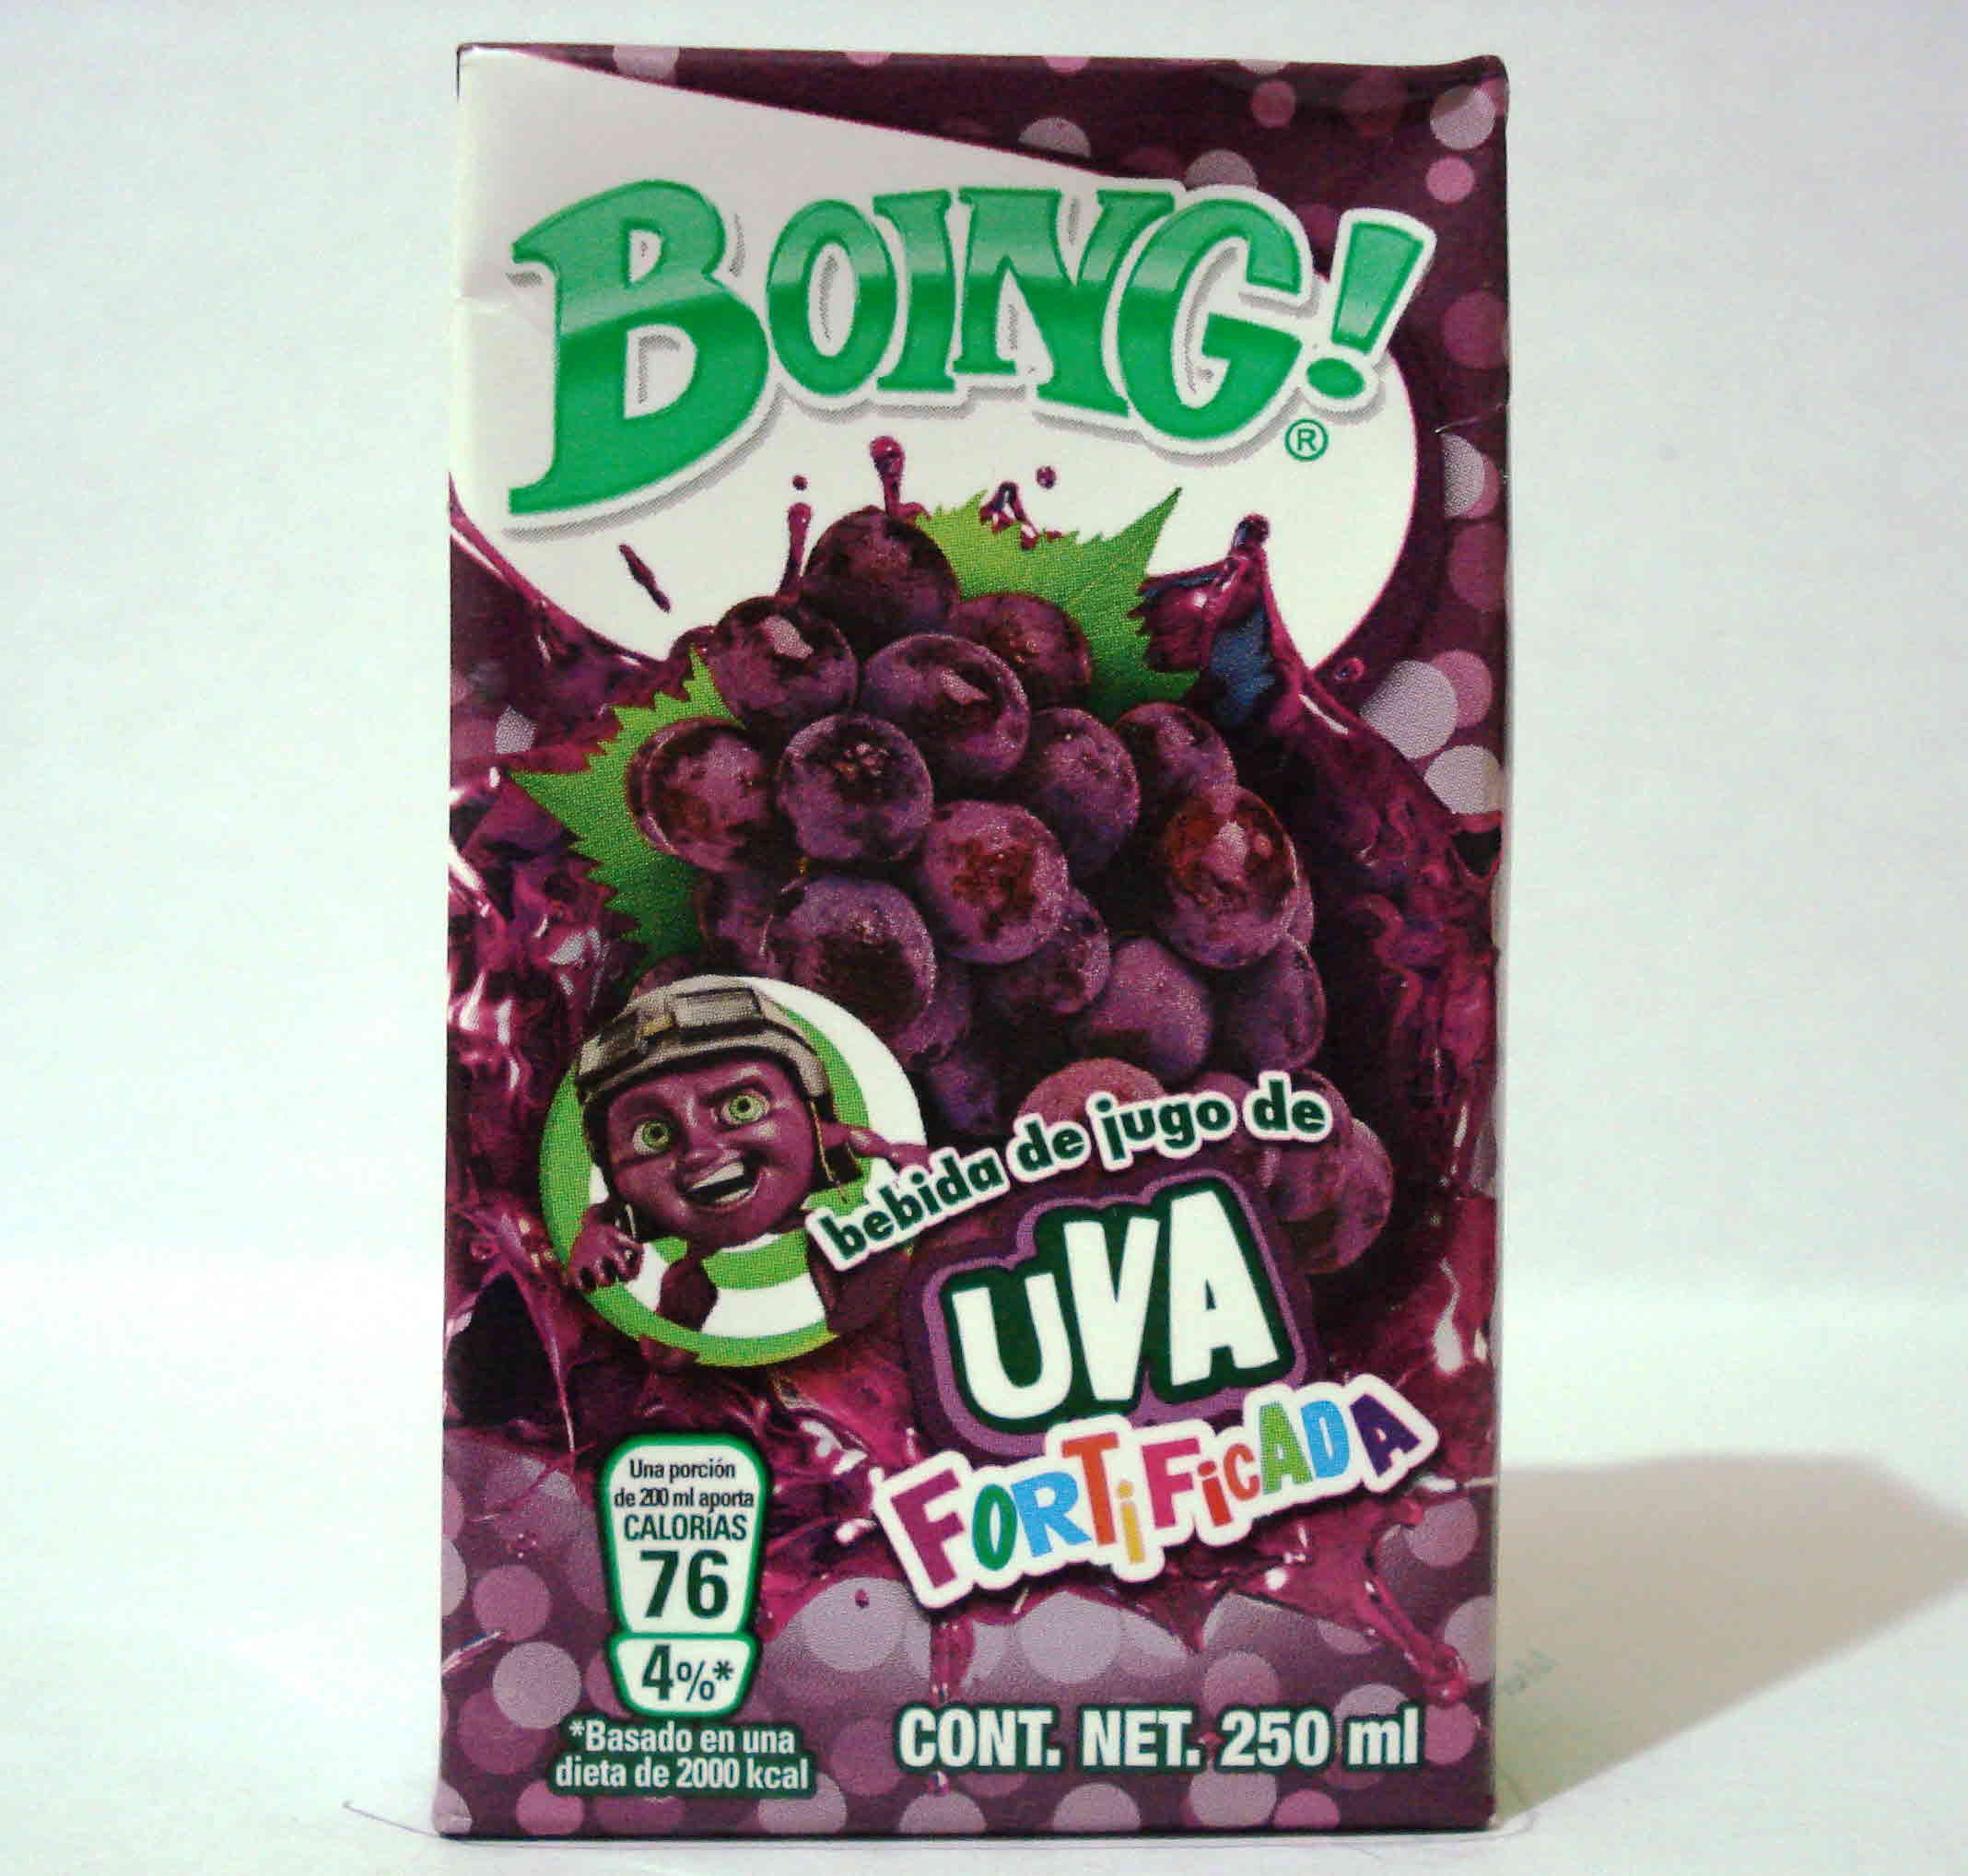 BOING!
®
bebida de jugo de
UVA
FORTiFiCADA
Una porción
de 200 ml aporta
CALORÍAS
76
4%*
*Basado en una
dieta de 2000 kcal
CONT. NET. 250 ml